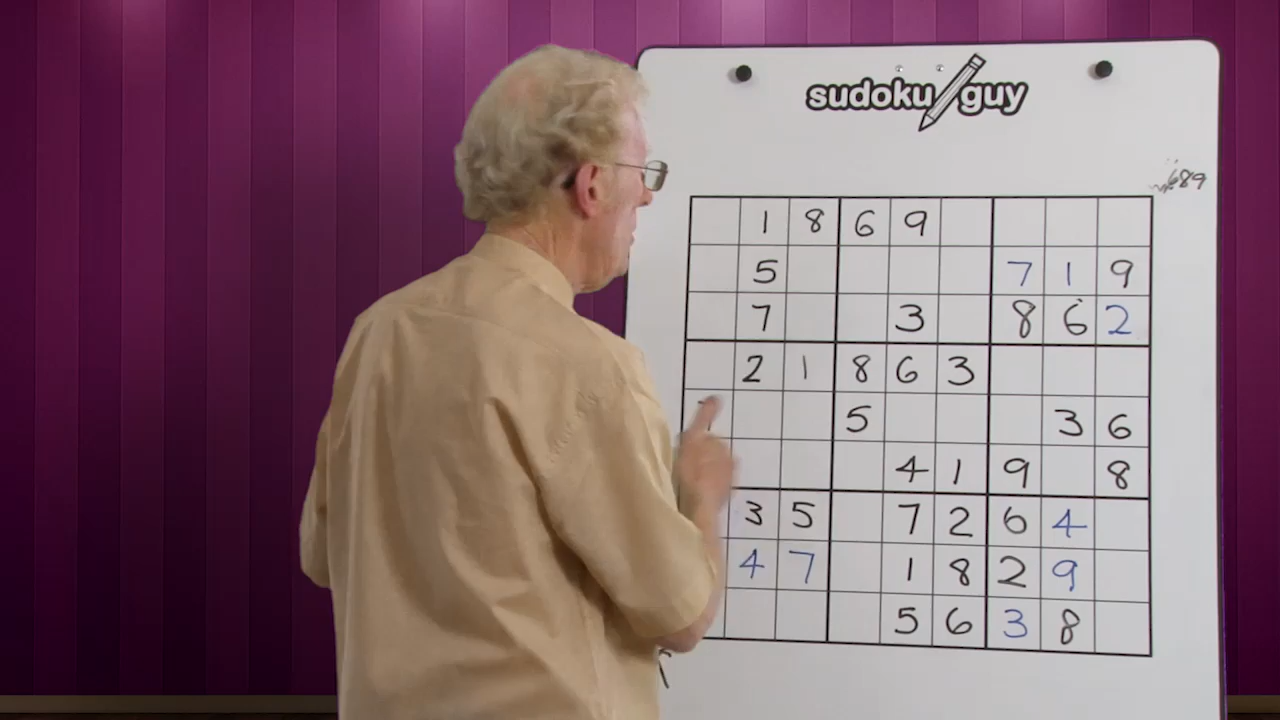 sudoku guy
689
1 8 6 9
5 7 1 9
7 3 8 6 2
2 1 8 6 3
5 3 6
4 1 9 8
3 5 7 2 6 4
4 7 1 8 2 9
5 6 3 8